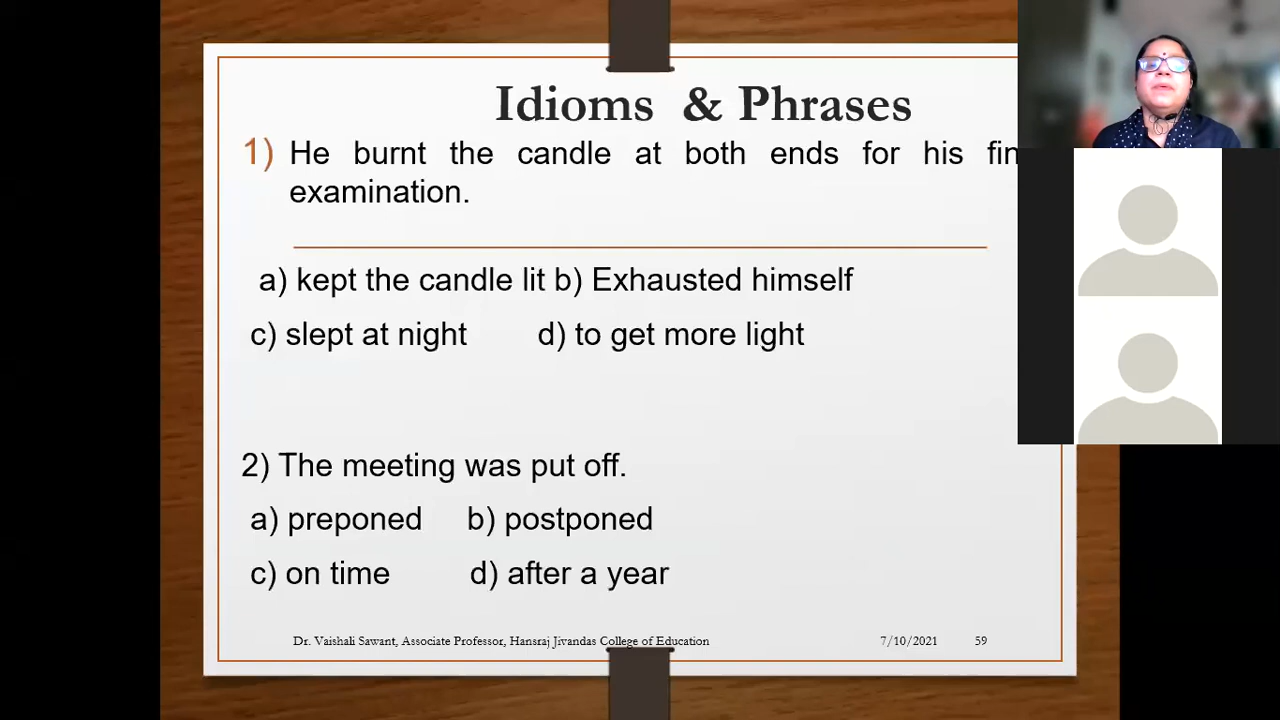 Idioms & Phrases
1) He burnt the candle at both ends for his fin
examination.
a) kept the candle lit b) Exhausted himself
c) slept at night d) to get more light
2) The meeting was put off.
a) preponed b) postponed
c) on time d) after a year
Dr. Vaishali Sawant, Associate Professor, Hansraj Jivandas College of Education 7/10/2021 59